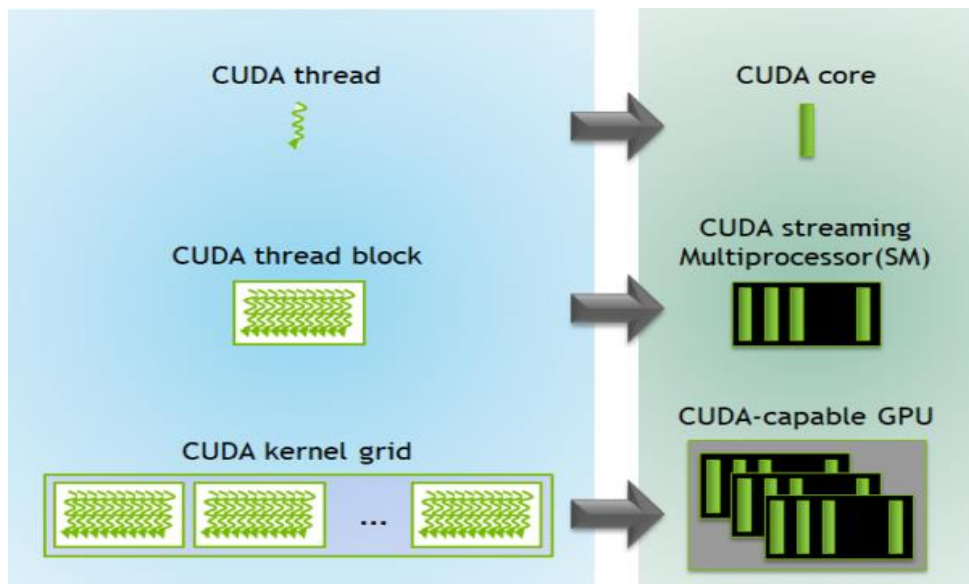 CUDA thread
CUDA core
CUDA thread block
CUDA streaming
Multiprocessor(SM)
CUDA kernel grid
CUDA-capable GPU
...